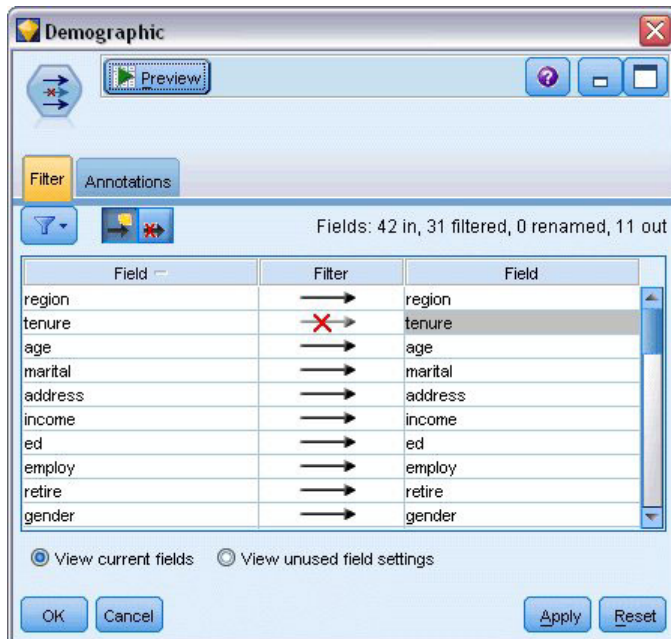 Demographic
Preview
Filter
Annotations
Fields: 42 in, 31 filtered, 0 renamed, 11 out
Field Filter Field
region region
tenure tenure
age age
marital marital
address address
income income
ed ed
employ employ
retire retire
gender gender
View current fields View unused field settings
OK Cancel Apply Reset